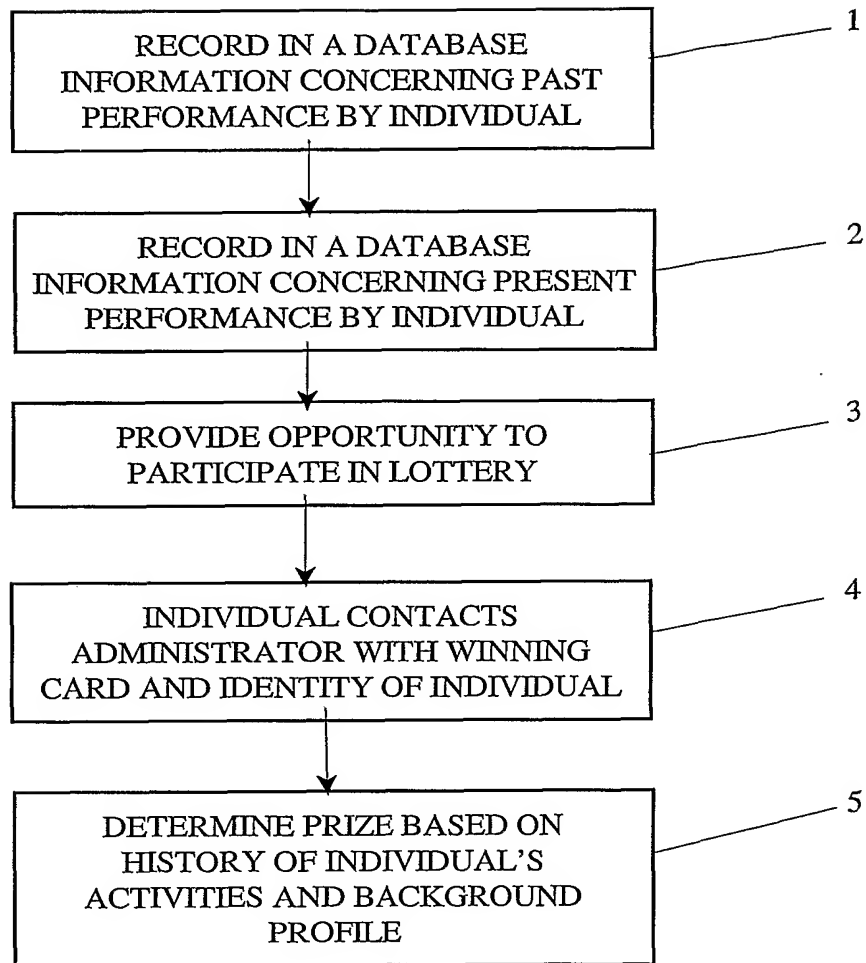 RECORD IN A DATABASE
INFORMATION CONCERNING PAST
PERFORMANCE BY INDIVIDUAL
1
RECORD IN A DATABASE
INFORMATION CONCERNING PRESENT
PERFORMANCE BY INDIVIDUAL
2
PROVIDE OPPORTUNITY TO
PARTICIPATE IN LOTTERY
3
INDIVIDUAL CONTACTS
ADMINISTRATOR WITH WINNING
CARD AND IDENTITY OF INDIVIDUAL
4
DETERMINE PRIZE BASED ON
HISTORY OF INDIVIDUAL'S
ACTIVITIES AND BACKGROUND
PROFILE
5